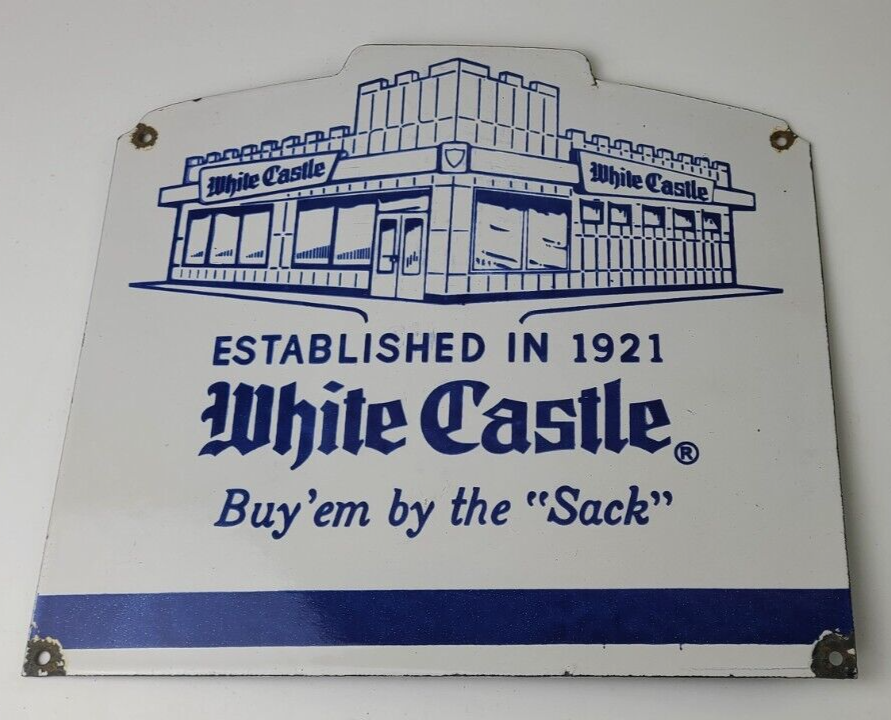 White Castle
White Castle
ESTABLISHED IN 1921
White Castle®
Buy 'em by the “Sack”